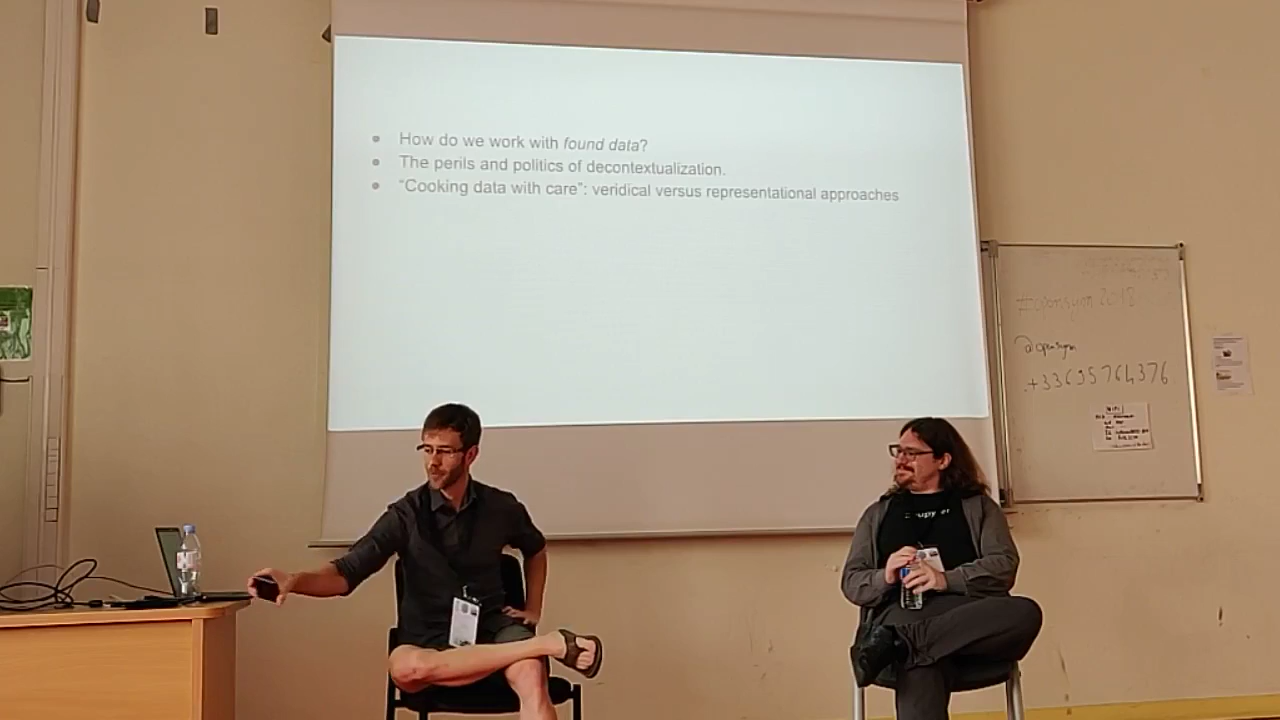 • How do we work with found data?
• The perils and politics of decontextualization.
• “Cooking data with care”: veridical versus representational approaches
#opensym 2018
@opensym
+33695764376
WiFi